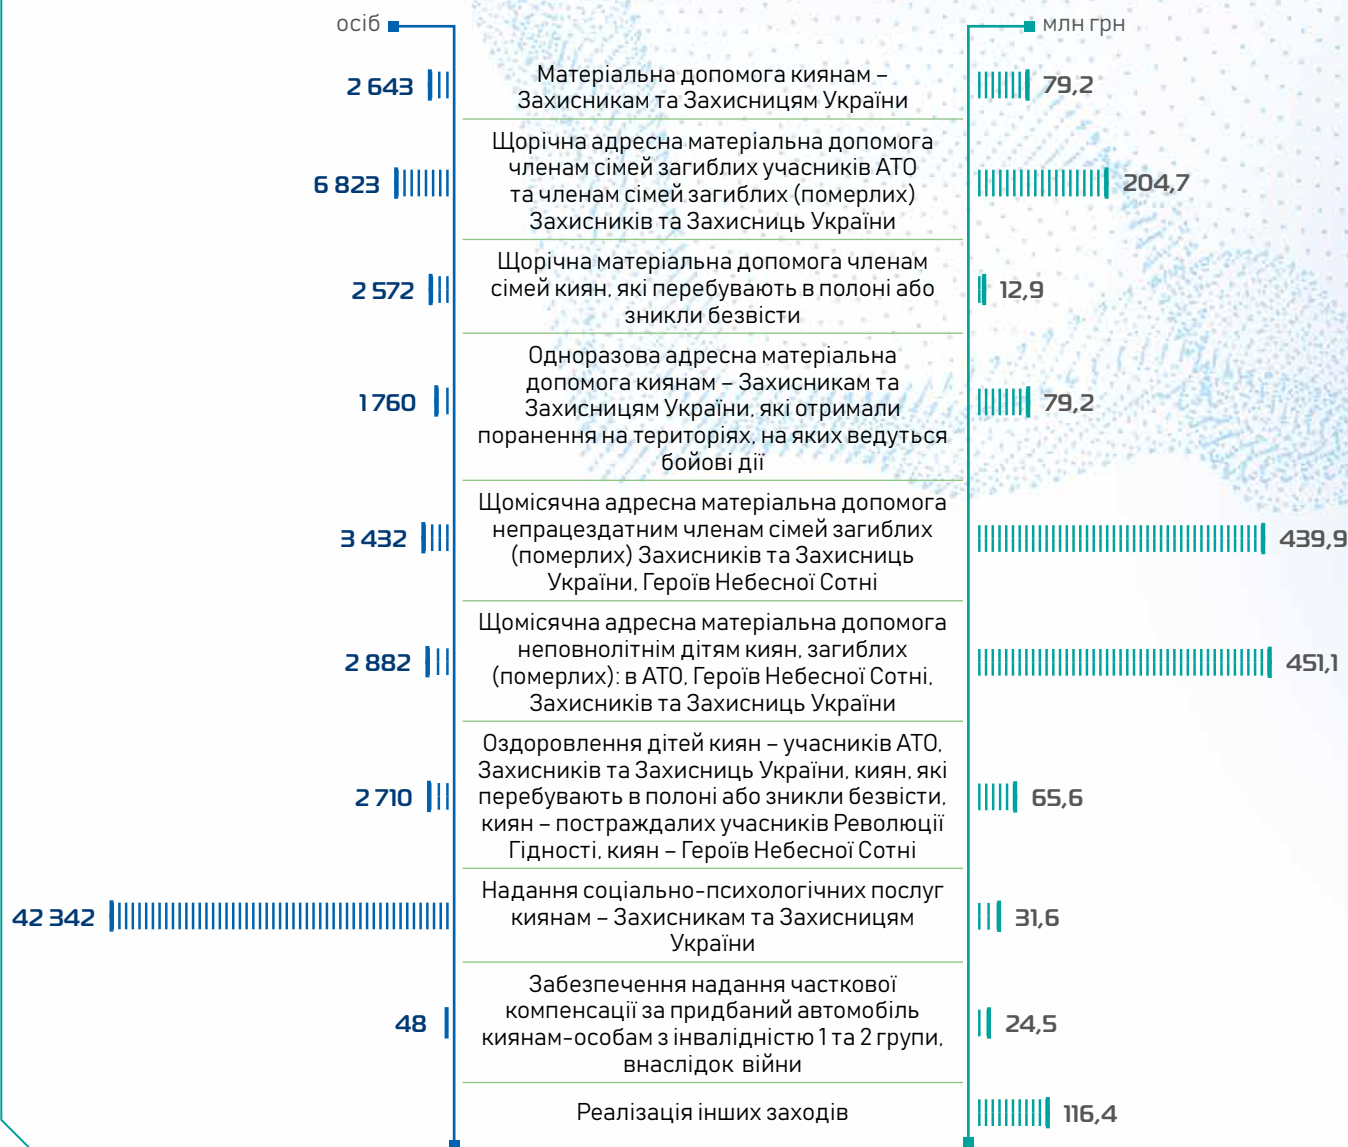 осіб
млн грн
2 643
Матеріальна допомога киянам –
Захисникам та Захисницям України
79,2
6 823
Щорічна адресна матеріальна допомога
членам сімей загиблих учасників АТО
та членам сімей загиблих (померлих)
Захисників та Захисниць України
204,7
2 572
Щорічна матеріальна допомога членам
сімей киян, які перебувають в полоні або
зникли безвісти
12,9
1 760
Одноразова адресна матеріальна
допомога киянам – Захисникам та
Захисницям України, які отримали
поранення на територіях, на яких ведуться
бойові дії
79,2
3 432
Щомісячна адресна матеріальна допомога
непрацездатним членам сімей загиблих
(померлих) Захисників та Захисниць
України, Героїв Небесної Сотні
439,9
2 882
Щомісячна адресна матеріальна допомога
неповнолітнім дітям киян, загиблих
(померлих): в АТО, Героїв Небесної Сотні,
Захисників та Захисниць України
451,1
2 710
Оздоровлення дітей киян – учасників АТО,
Захисників та Захисниць України, киян, які
перебувають в полоні або зникли безвісти,
киян – постраждалих учасників Революції
Гідності, киян – Героїв Небесної Сотні
65,6
42 342
Надання соціально-психологічних послуг
киянам – Захисникам та Захисницям
України
31,6
48
Забезпечення надання часткової
компенсації за придбаний автомобіль
киянам-особам з інвалідністю 1 та 2 групи,
внаслідок війни
24,5
Реалізація інших заходів
116,4